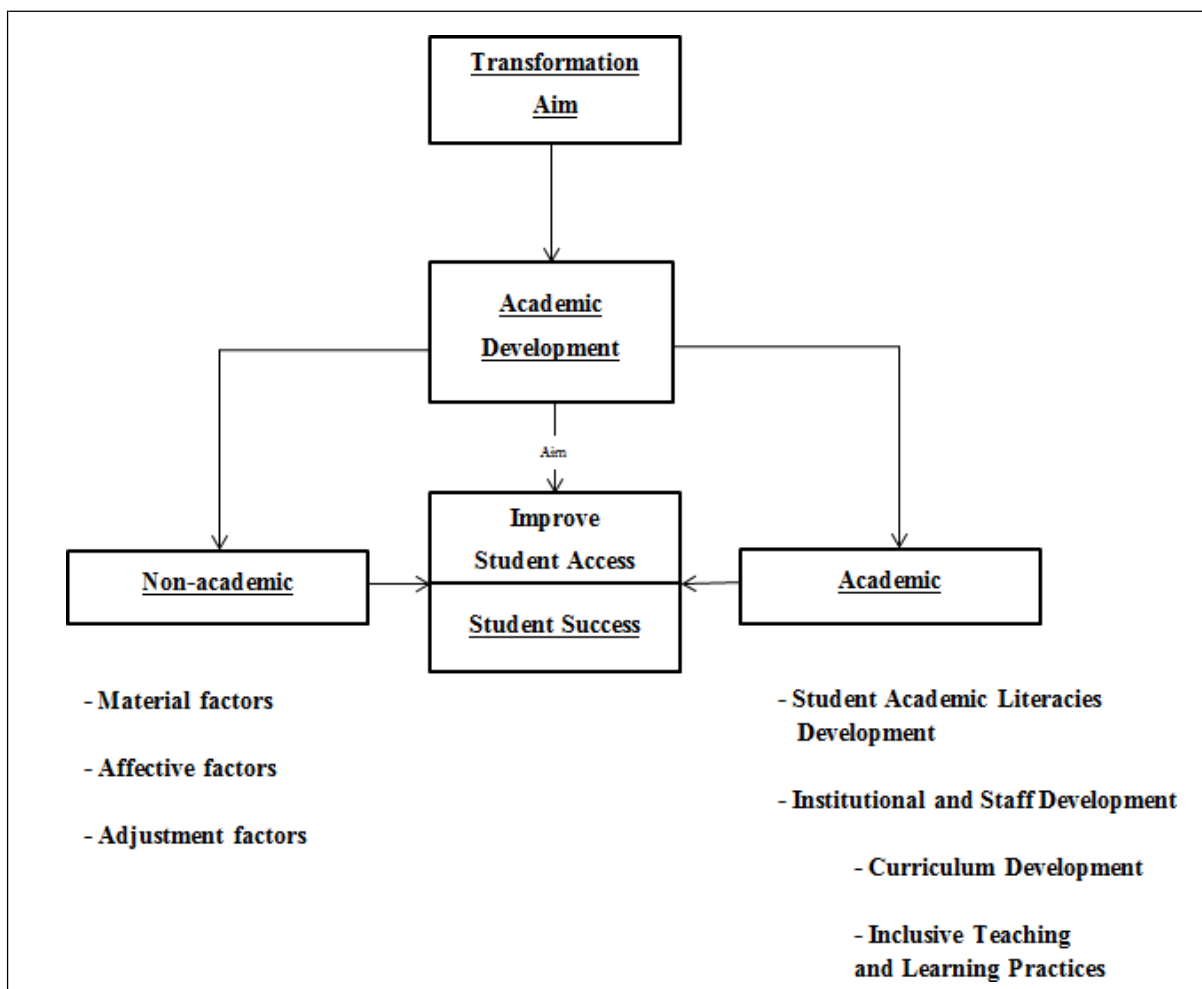 Transformation
Aim
Academic
Development
Aim
Improve
Student Access
Student Success
Non-academic
Academic
- Material factors
- Affective factors
- Adjustment factors
- Student Academic Literacies
Development
- Institutional and Staff Development
- Curriculum Development
- Inclusive Teaching
and Learning Practices